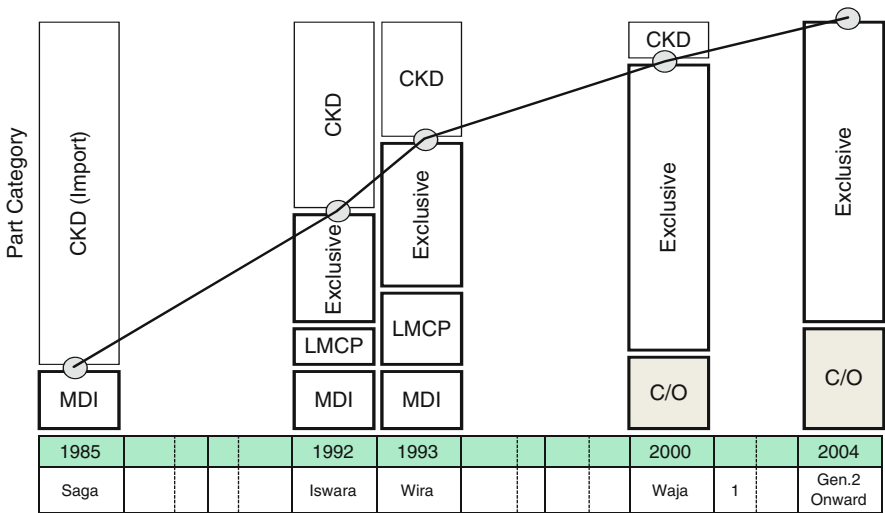 Part Category
CKD (Import)
MDI
CKD
Exclusive
LMCP
MDI
CKD
Exclusive
LMCP
MDI
CKD
Exclusive
C/O
Exclusive
C/O
1985 1992 1993 2000 2004
Saga Iswara Wira Waja 1 Gen.2
Onward